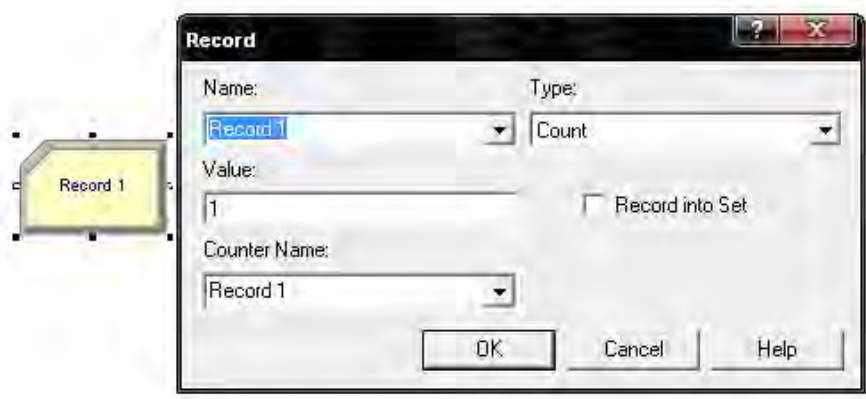 Record
?
X
Name:
Type:
Record 1
Count
Value:
1
Record into Set
Counter Name:
Record 1
OK
Cancel
Help
Record 1